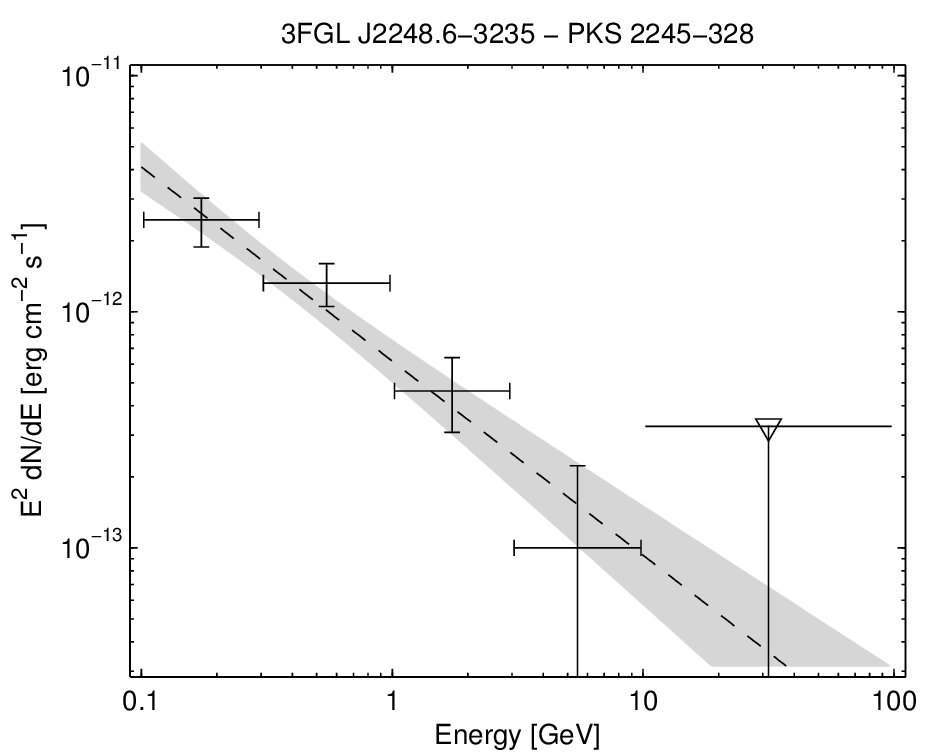 3FGL J2248.6−3235 − PKS 2245−328
10⁻¹¹
10⁻¹²
10⁻¹³
E² dN/dE [erg cm⁻² s⁻¹]
0.1 1 10 100
Energy [GeV]